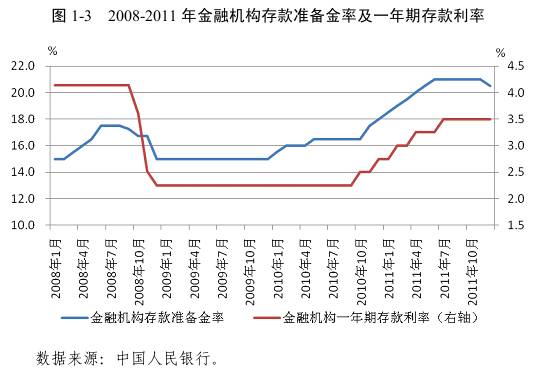 图 1-3 2008-2011 年金融机构存款准备金率及一年期存款利率
% %
22.0 4.5
20.0 4.0
18.0 3.5
16.0 3.0
14.0 2.5
12.0 2.0
10.0 1.5
2008年1月 2008年4月 2008年7月 2008年10月 2009年1月 2009年4月 2009年7月 2009年10月 2010年1月 2010年4月 2010年7月 2010年10月 2011年1月 2011年4月 2011年7月 2011年10月
金融机构存款准备金率 金融机构一年期存款利率（右轴）
数据来源：中国人民银行。